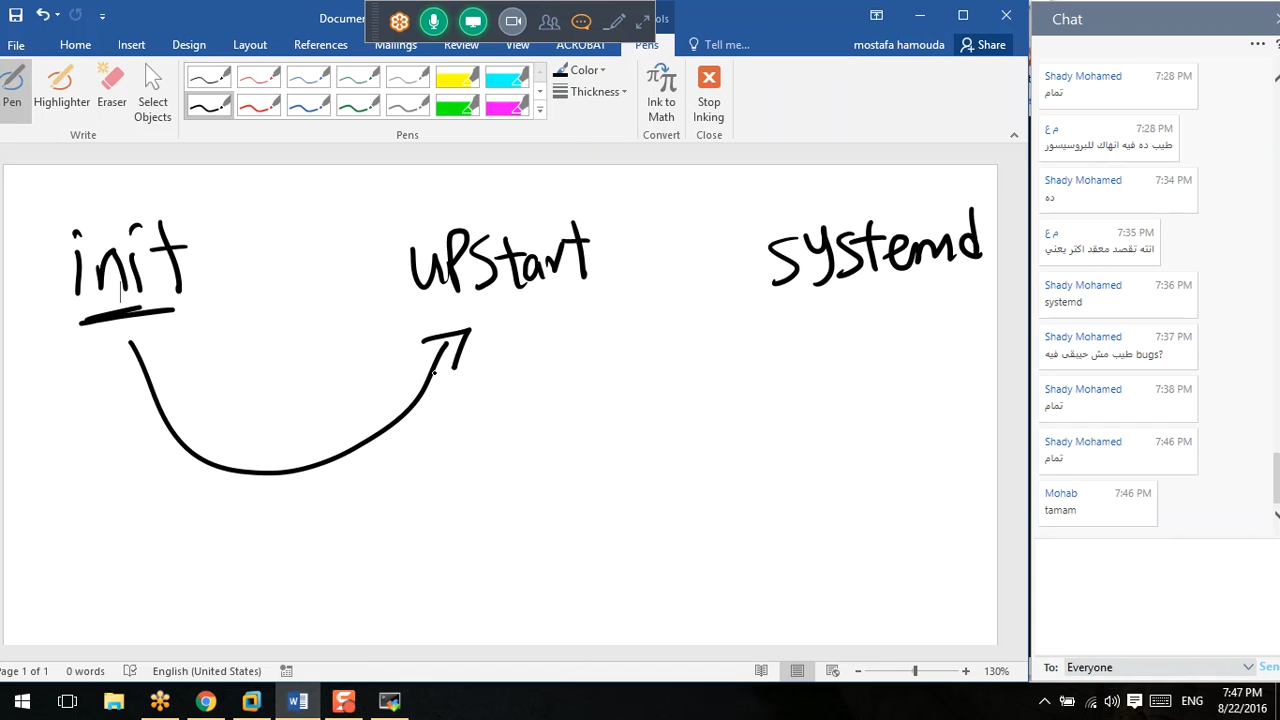 Documen
ols
File Home Insert Design Layout References Mailings Review View ACROBAT Pens Tell me... mostafa hamouda Share
Pen Highlighter Eraser Select Objects
Color
Thickness
Ink to Math
Stop Inking
Write Pens Convert Close
init upstart systemd
Page 1 of 1 0 words English (United States) 130%
Chat
Shady Mohamed 7:28 PM
تمام
م ع 7:28 PM
طيب ده فيه انهاك للبروسيسور
Shady Mohamed 7:34 PM
ده
م ع 7:35 PM
انته تقصد معقد اكثر يعني
Shady Mohamed 7:36 PM
systemd
Shady Mohamed 7:37 PM
طيب مش حيبقى فيه bugs?
Shady Mohamed 7:38 PM
تمام
Shady Mohamed 7:46 PM
تمام
Mohab 7:46 PM
tamam
To: Everyone Sen
ENG 7:47 PM
8/22/2016